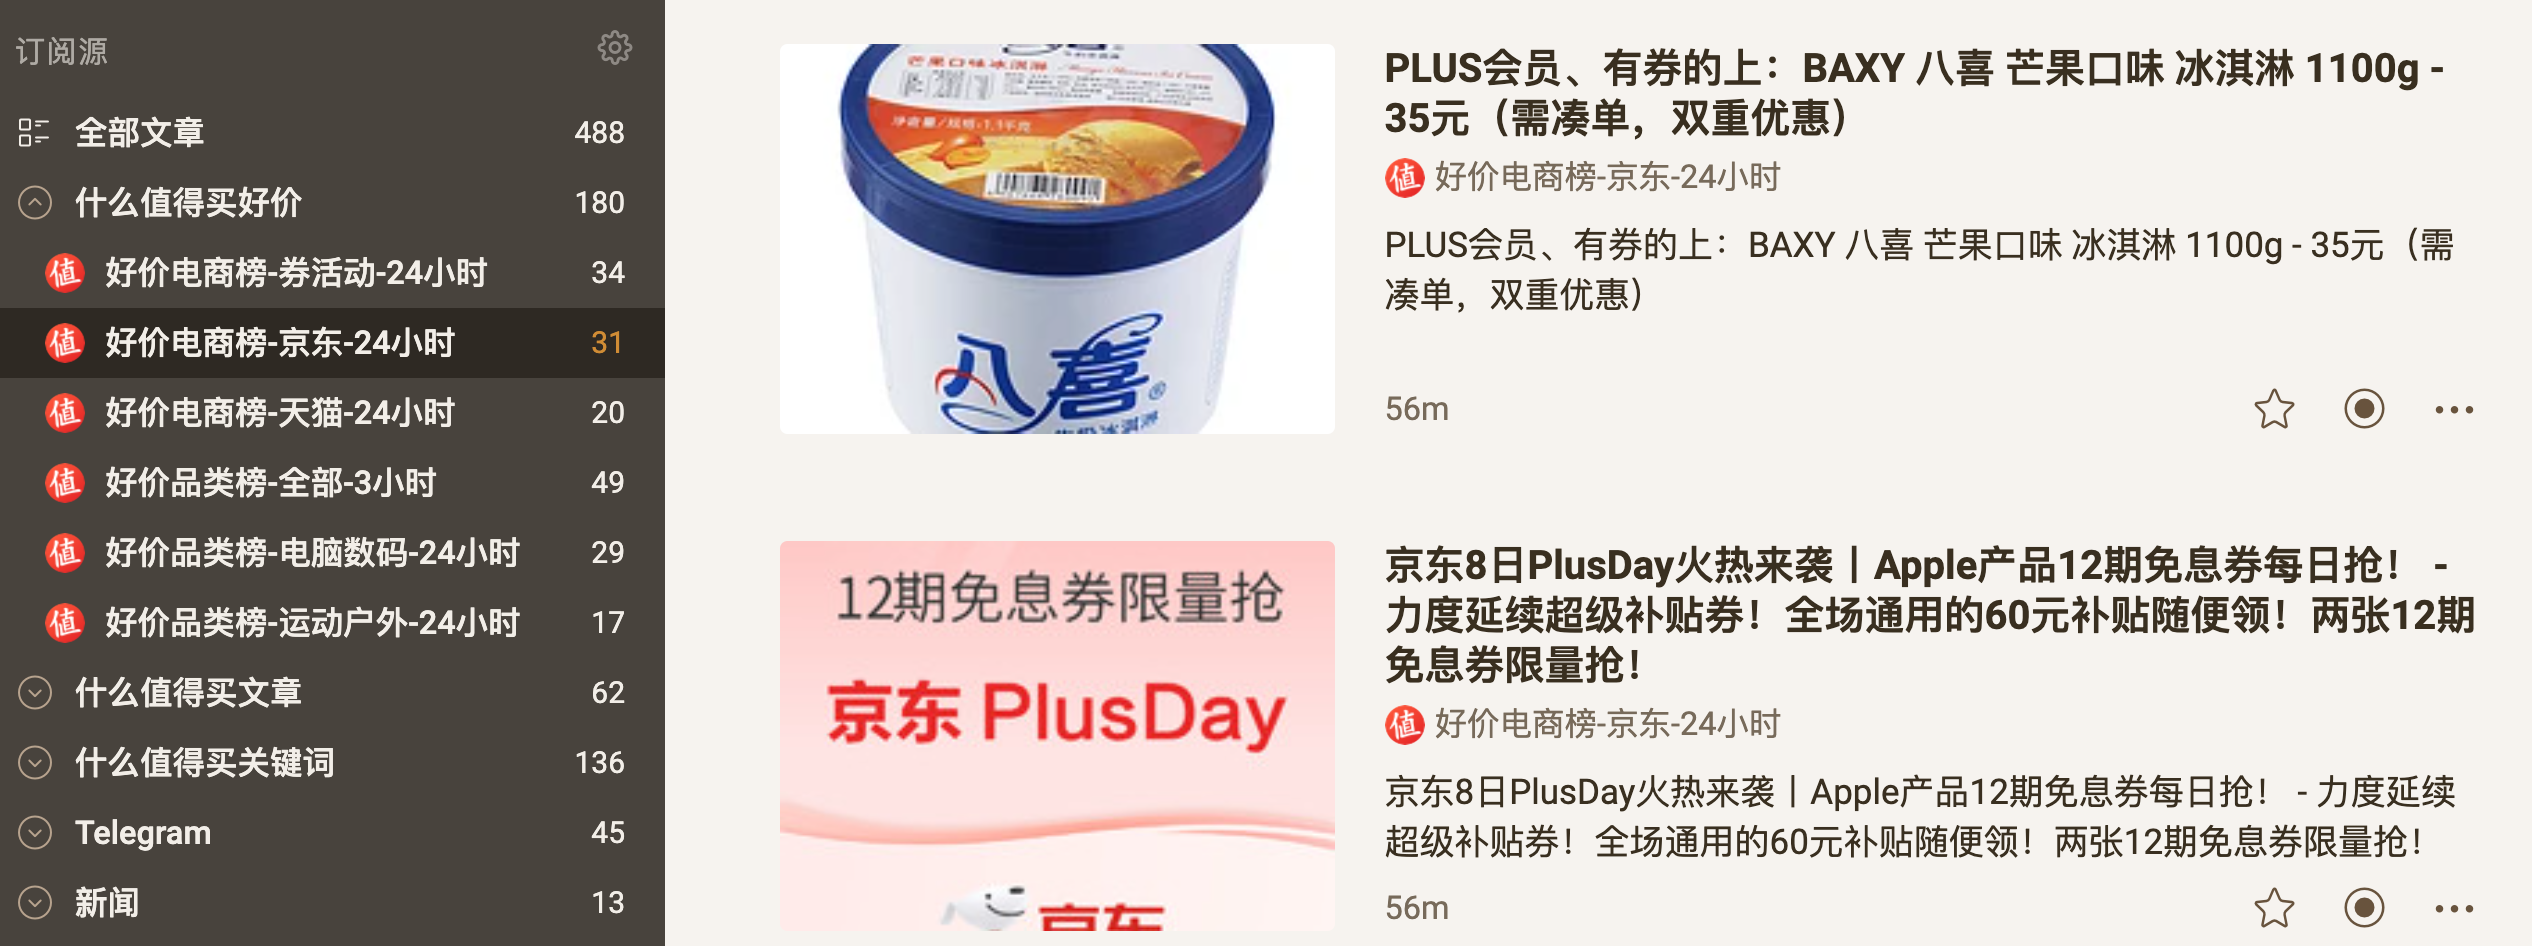 订阅源
全部文章 488
什么值得买好价 180
值 好价电商榜-券活动-24小时 34
值 好价电商榜-京东-24小时 31
值 好价电商榜-天猫-24小时 20
值 好价品类榜-全部-3小时 49
值 好价品类榜-电脑数码-24小时 29
值 好价品类榜-运动户外-24小时 17
什么值得买文章 62
什么值得买关键词 136
Telegram 45
新闻 13
芒果口味冰淇淋
净含量/规格:1.1千克
八喜®
PLUS会员、有券的上：BAXY 八喜 芒果口味 冰淇淋 1100g -
35元（需凑单，双重优惠）
值 好价电商榜-京东-24小时
PLUS会员、有券的上：BAXY 八喜 芒果口味 冰淇淋 1100g - 35元（需
凑单，双重优惠）
56m
12期免息券限量抢
京东 PlusDay
京东
京东8日PlusDay火热来袭丨Apple产品12期免息券每日抢！ -
力度延续超级补贴券！全场通用的60元补贴随便领！两张12期
免息券限量抢！
值 好价电商榜-京东-24小时
京东8日PlusDay火热来袭丨Apple产品12期免息券每日抢！ - 力度延续
超级补贴券！全场通用的60元补贴随便领！两张12期免息券限量抢！
56m